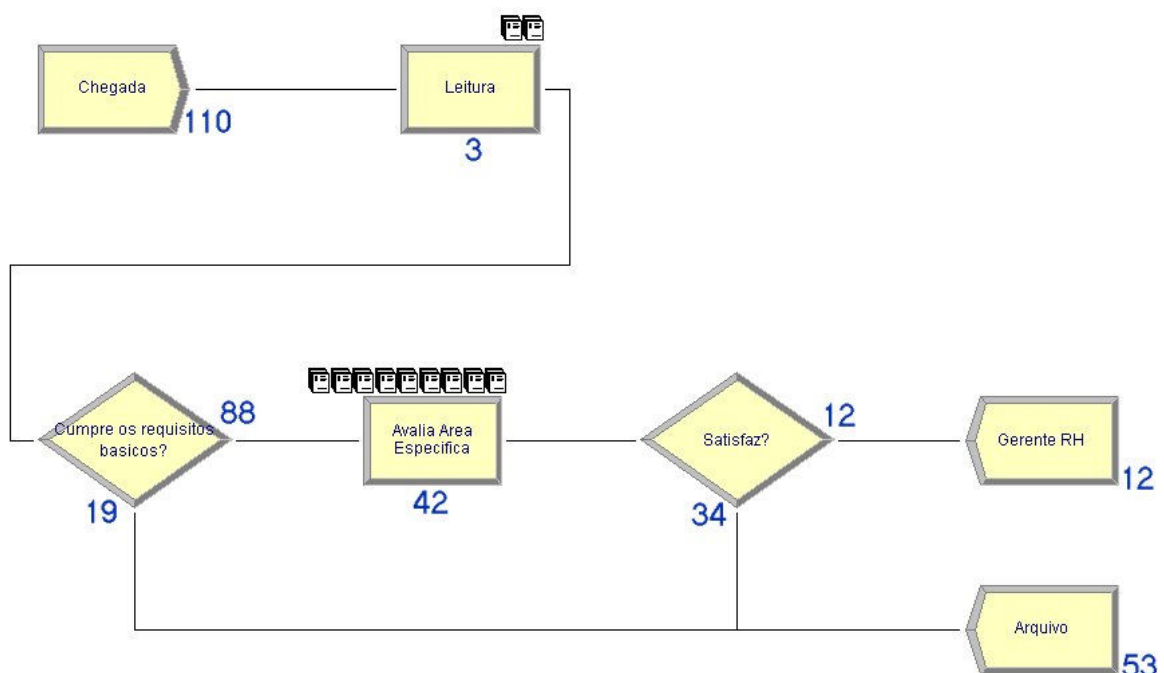 Chegada
110
Leitura
3
Cumpre os requisitos
basicos?
88
19
Avalia Area
Especifica
42
Satisfaz?
12
34
Gerente RH
12
Arquivo
53